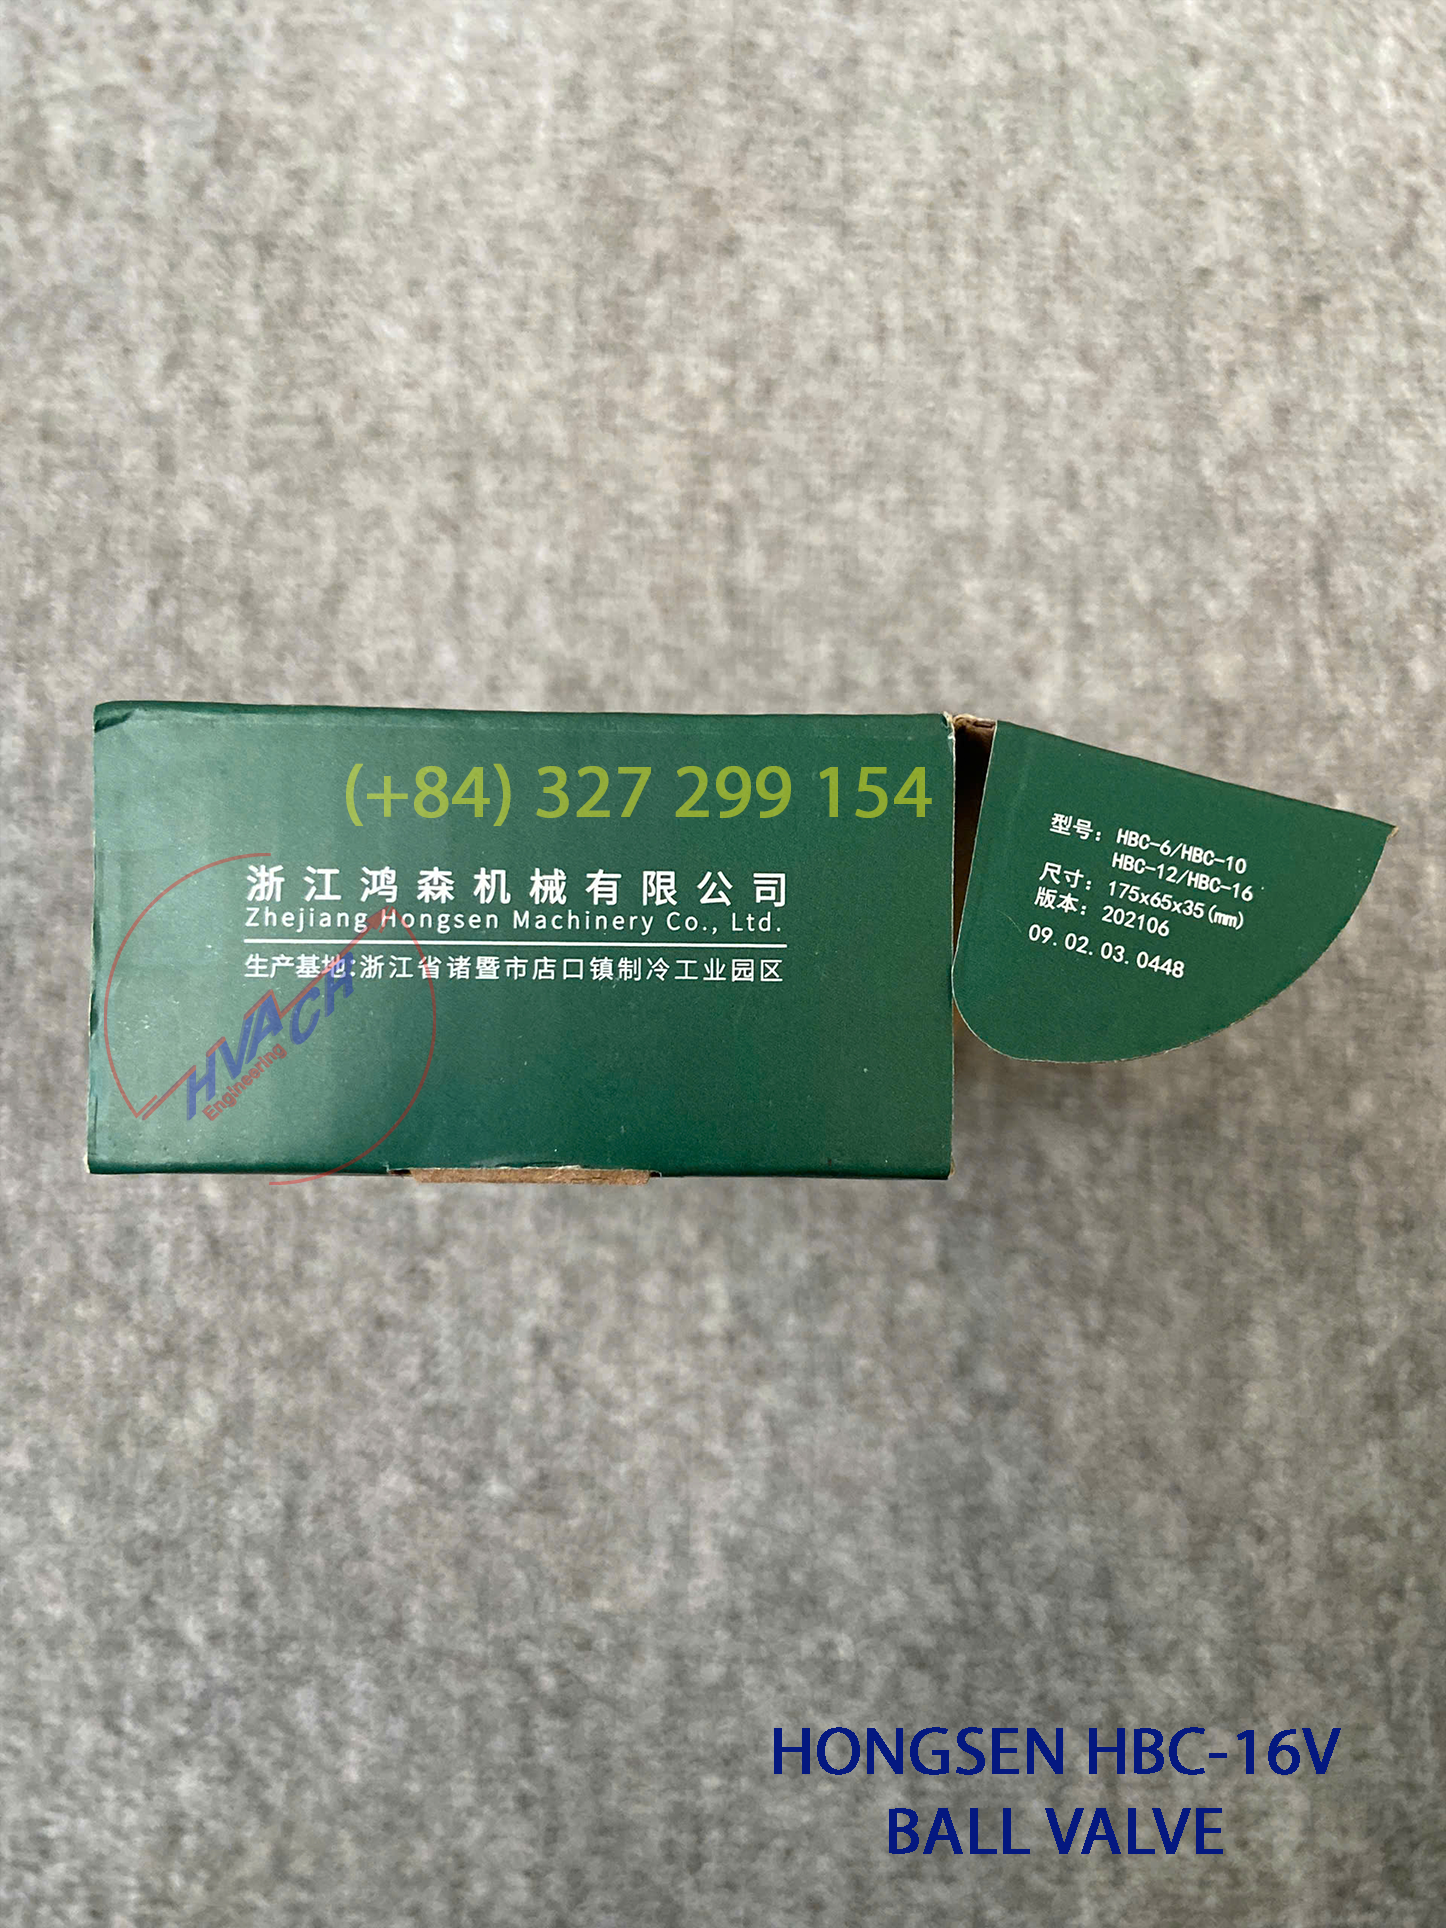 (+84) 327 299 154
浙江鸿森机械有限公司
Zhejiang Hongsen Machinery Co., Ltd.
生产基地:浙江省诸暨市店口镇制冷工业园区
HVACH
Engineering
型号: HBC-6/HBC-10
HBC-12/HBC-16
尺寸: 175x65x35(mm)
版本: 202106
09.02.03.0448
HONGSEN HBC-16V
BALL VALVE